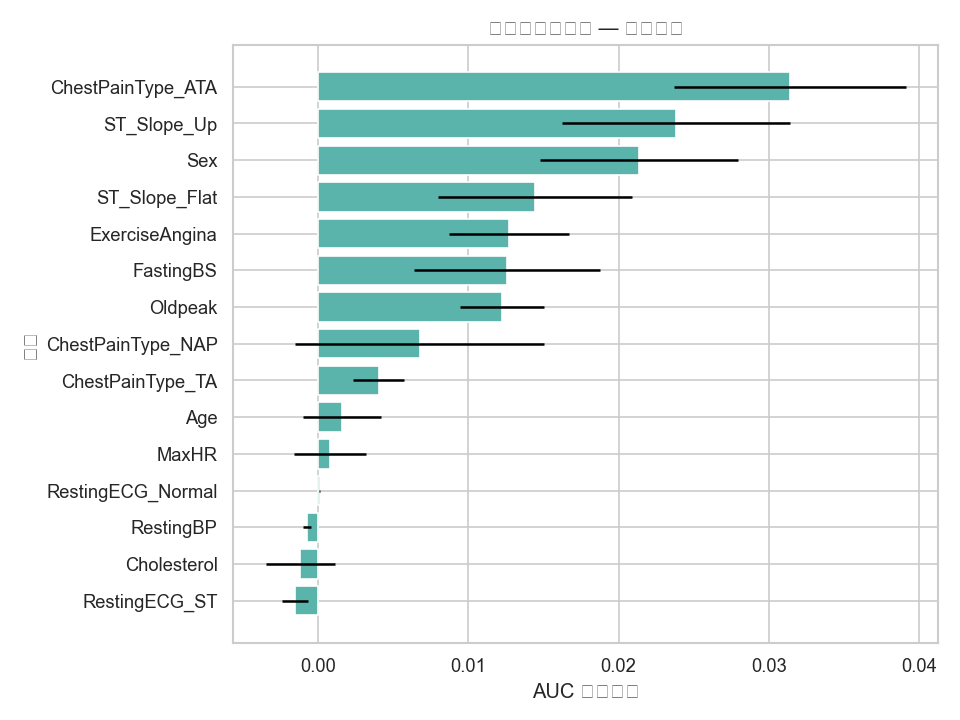 —
ChestPainType_ATA
ST_Slope_Up
Sex
ST_Slope_Flat
ExerciseAngina
FastingBS
Oldpeak
ChestPainType_NAP
ChestPainType_TA
Age
MaxHR
RestingECG_Normal
RestingBP
Cholesterol
RestingECG_ST
0.00 0.01 0.02 0.03 0.04
AUC